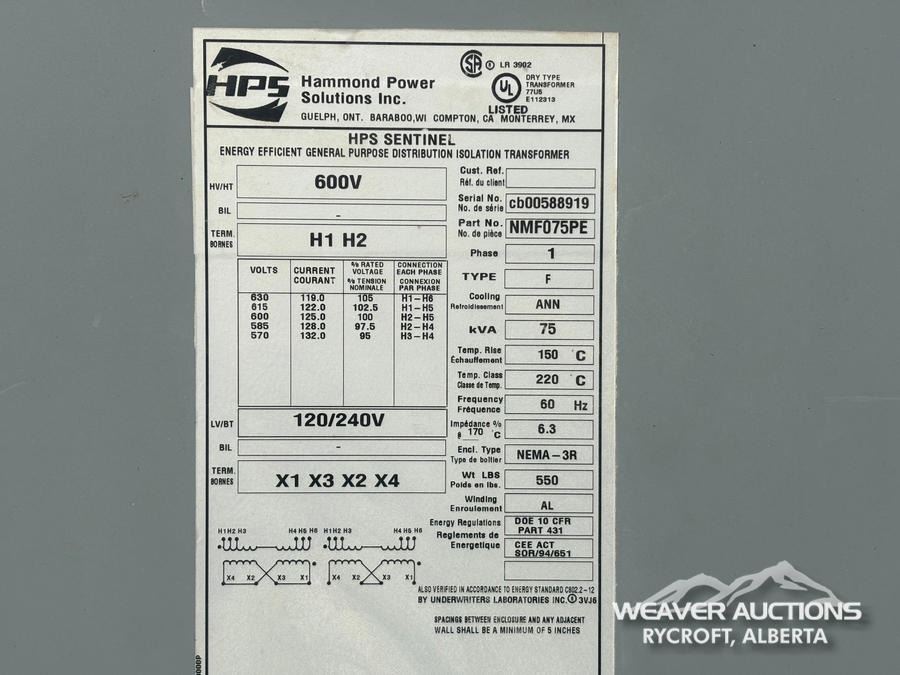 HPS
Hammond Power
Solutions Inc.
GUELPH, ONT. BARABOO,WI COMPTON, CA MONTERREY, MX
LR 3902
DRY TYPE
TRANSFORMER
77U5
E112313
UL
LISTED
HPS SENTINEL
ENERGY EFFICIENT GENERAL PURPOSE DISTRIBUTION ISOLATION TRANSFORMER
HV/HT 600V
BIL -
TERM.
BORNES H1 H2
VOLTS CURRENT COURANT % RATED VOLTAGE % TENSION NOMINALE CONNECTION EACH PHASE CONNEXION PAR PHASE
630 119.0 105 H1-H6
615 122.0 102.5 H1-H5
600 125.0 100 H2-H5
585 128.0 97.5 H2-H4
570 132.0 95 H3-H4
LV/BT 120/240V
BIL -
TERM.
BORNES X1 X3 X2 X4
H1 H2 H3 H4 H5 H6 H1 H2 H3 H4 H5 H6
X4 X2 X3 X1 X4 X2 X3 X1
Cust. Ref.
Réf. du client
Serial No.
No. de série cb00588919
Part No.
No. de pièce NMF075PE
Phase 1
TYPE F
Cooling
Refroidissement ANN
kVA 75
Temp. Rise
Échauffement 150 C
Temp. Class
Classe de Temp. 220 C
Frequency
Fréquence 60 Hz
Impédance %
@ 170 °C 6.3
Encl. Type
Type de boîtier NEMA-3R
Wt LBS
Poids en lbs. 550
Winding
Enroulement AL
Energy Regulations DOE 10 CFR
PART 431
Reglements de
Energetique CEE ACT
SOR/94/651
ALSO VERIFIED IN ACCORDANCE TO ENERGY STANDARD C802.2-12
BY UNDERWRITERS LABORATORIES INC. 3VJ6
SPACINGS BETWEEN ENCLOSURE AND ANY ADJACENT
WALL SHALL BE A MINIMUM OF 5 INCHES
WEAVER AUCTIONS
RYCROFT, ALBERTA